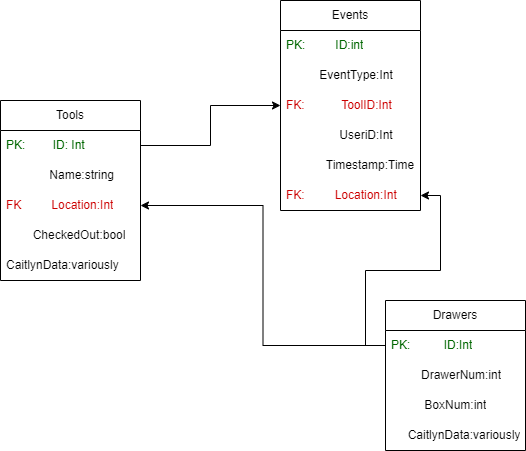 Events
PK: ID:int
EventType:Int
FK: ToolID:Int
UseriD:Int
Timestamp:Time
FK: Location:Int
Tools
PK: ID: Int
Name:string
FK Location:Int
CheckedOut:bool
CaitlynData:variously
Drawers
PK: ID:Int
DrawerNum:int
BoxNum:int
CaitlynData:variously